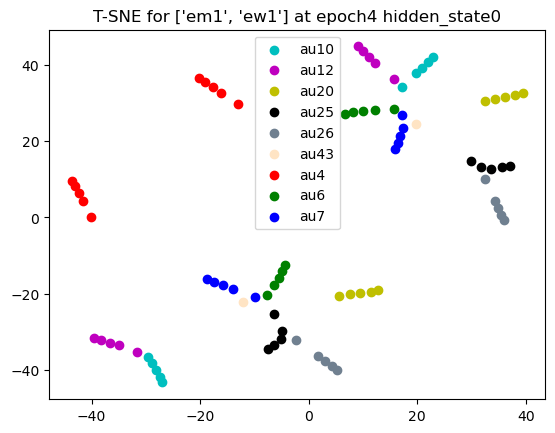 T-SNE for ['em1', 'ew1'] at epoch4 hidden_state0
40
20
0
−20
−40
au10
au12
au20
au25
au26
au43
au4
au6
au7
−40
−20
0
20
40